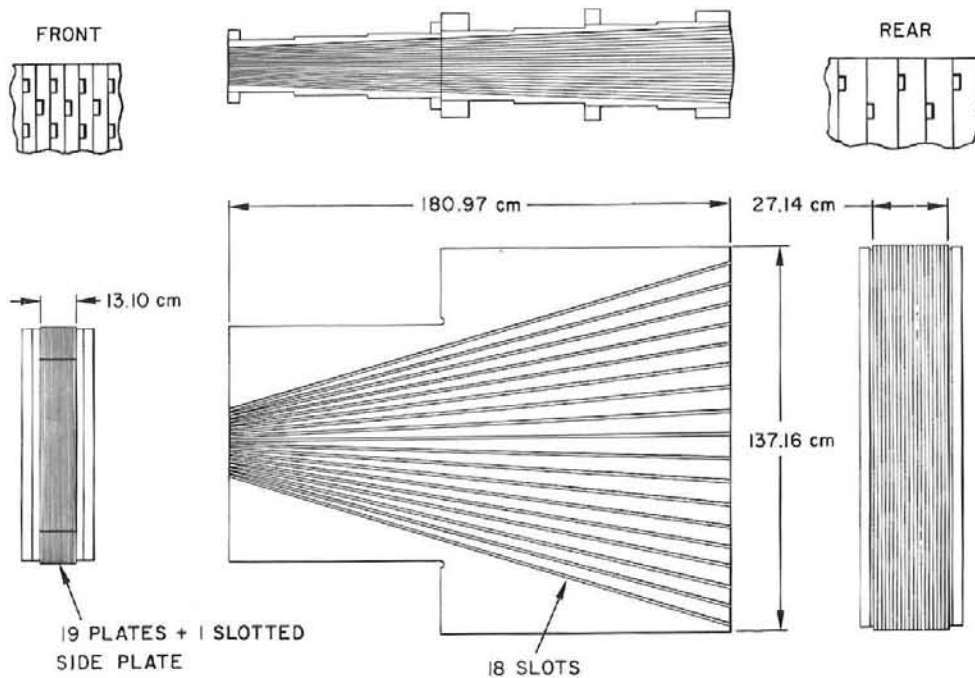 FRONT
REAR
180.97 cm
27.14 cm
13.10 cm
137.16 cm
19 PLATES + 1 SLOTTED
SIDE PLATE
18 SLOTS